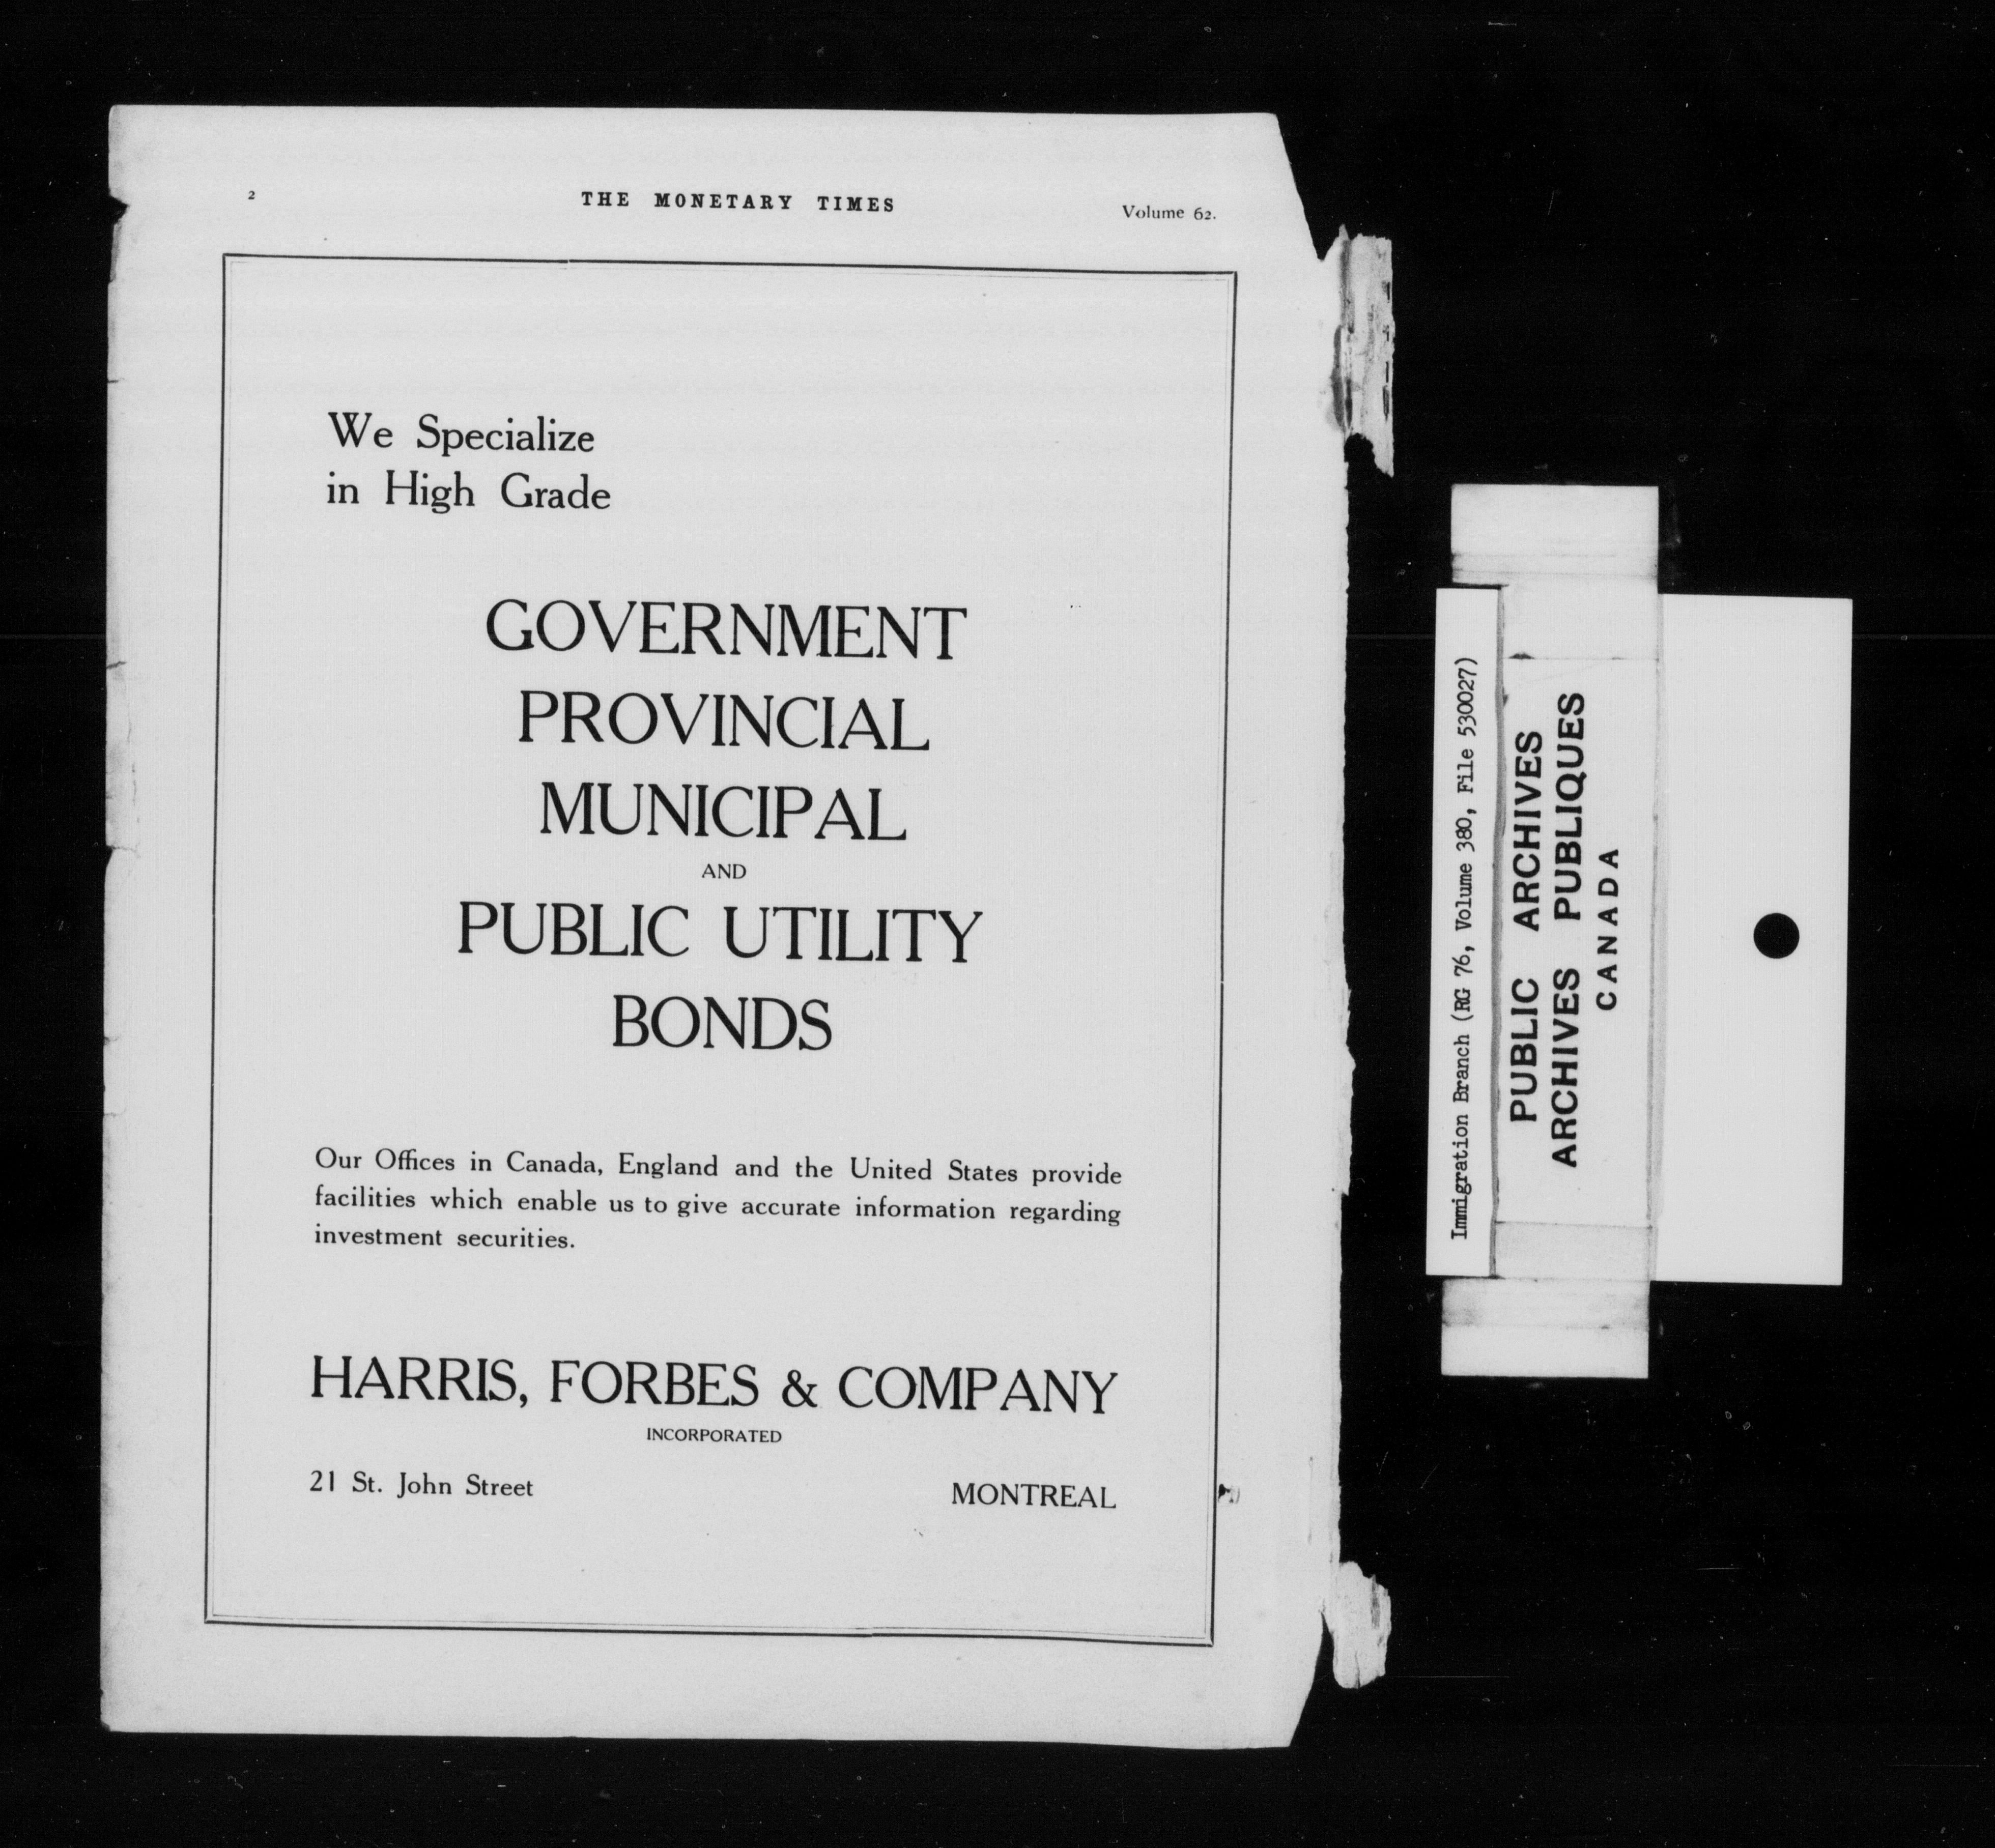 2
THE MONETARY TIMES
Volume 62.
We Specialize
in High Grade
GOVERNMENT
PROVINCIAL
MUNICIPAL
AND
PUBLIC UTILITY
BONDS
Our Offices in Canada, England and the United States provide
facilities which enable us to give accurate information regarding
investment securities.
HARRIS, FORBES & COMPANY
INCORPORATED
21 St. John Street
MONTREAL
Immigration Branch (RG 76, Volume 380, File 530027)
PUBLIC ARCHIVES
ARCHIVES PUBLIQUES
CANADA